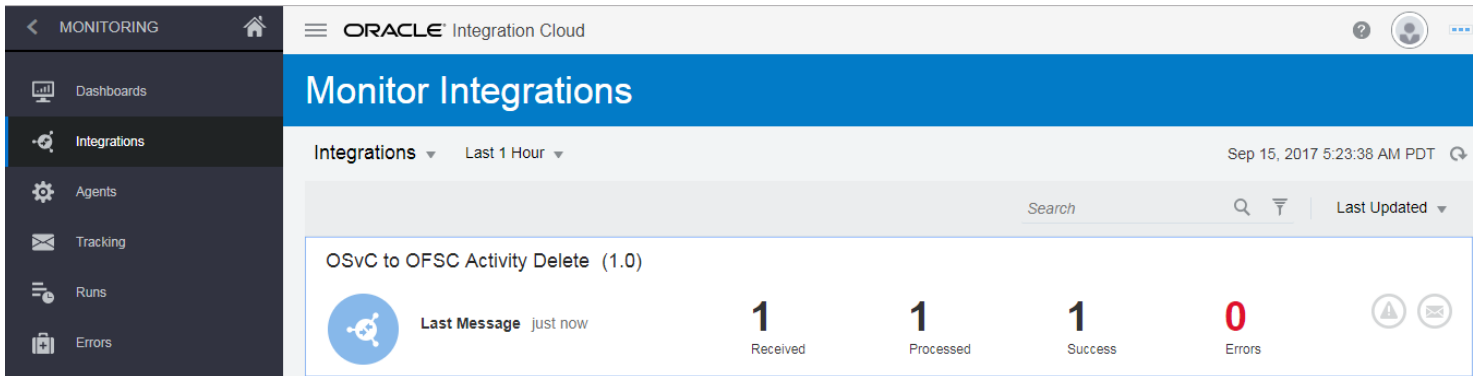 MONITORING
ORACLE Integration Cloud
Dashboards
Integrations
Agents
Tracking
Runs
Errors
Monitor Integrations
Integrations Last 1 Hour Sep 15, 2017 5:23:38 AM PDT
Search Last Updated
OSvC to OFSC Activity Delete (1.0)
Last Message just now
1 1 1 0
Received Processed Success Errors